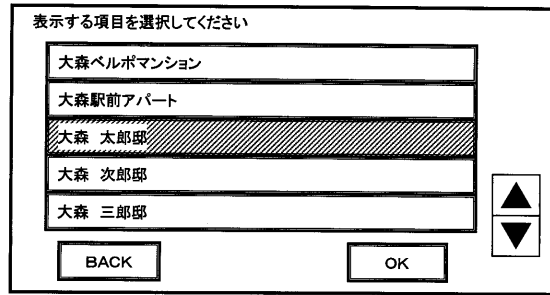 表示する項目を選択してください
大森ベルポマンション
大森駅前アパート
大森 太郎邸
大森 次郎邸
大森 三郎邸
BACK
OK